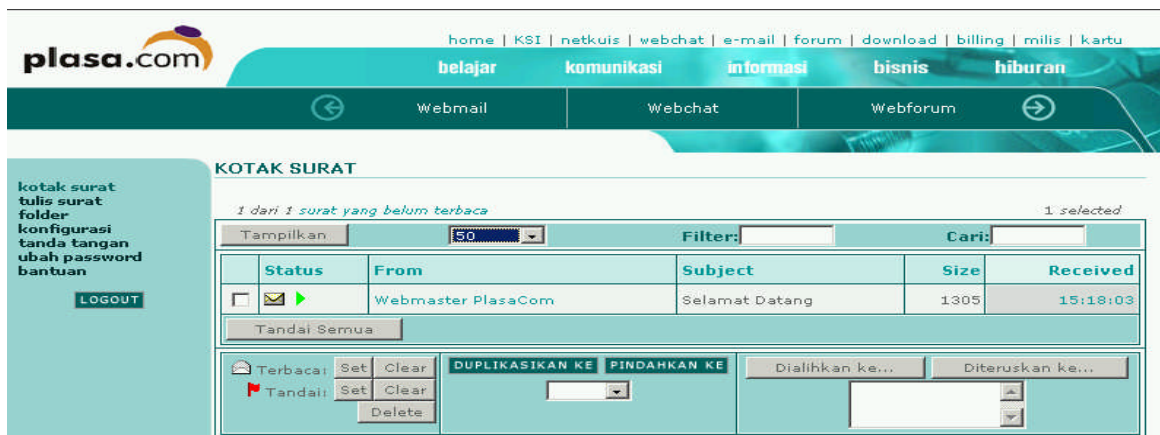 plasa.com
home | KSI | netkuis | webchat | e-mail | forum | download | billing | milis | kartu
belajar komunikasi informasi bisnis hiburan
Webmail Webchat Webforum
kotak surat
tulis surat
folder
konfigurasi
tanda tangan
ubah password
bantuan
LOGOUT
KOTAK SURAT
1 dari 1 surat yang belum terbaca 1 selected
Tampilkan 50 Filter: Cari:
Status From Subject Size Received
Webmaster PlasaCom Selamat Datang 1305 15:18:03
Tandai Semua
Terbaca: Set Clear DUPLIKASIKAN KE PINDAHKAN KE Dialihkan ke... Diteruskan ke...
Tandai: Set Clear
Delete